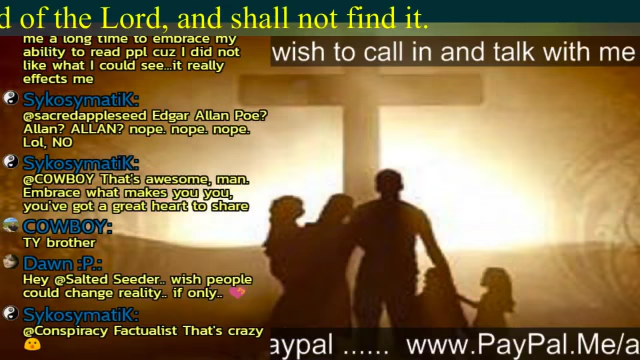 d of the Lord, and shall not find it.
me a long time to embrace my
ability to read ppl cuz I did not
like what I could see...it really
effects me
SykosymatiK:
@sacredappleseed Edgar Allan Poe?
Allan? ALLAN? nope. nope. nope.
Lol, NO
SykosymatiK:
@COWBOY That's awesome, man.
Embrace what makes you you,
you've got a great heart to share
COWBOY:
TY brother
Dawn :P.:
Hey @Salted Seeder.. wish people
could change reality.. if only..
SykosymatiK:
@Conspiracy Factualist That's crazy
wish to call in and talk with me
aypal ...... www.PayPal.Me/a